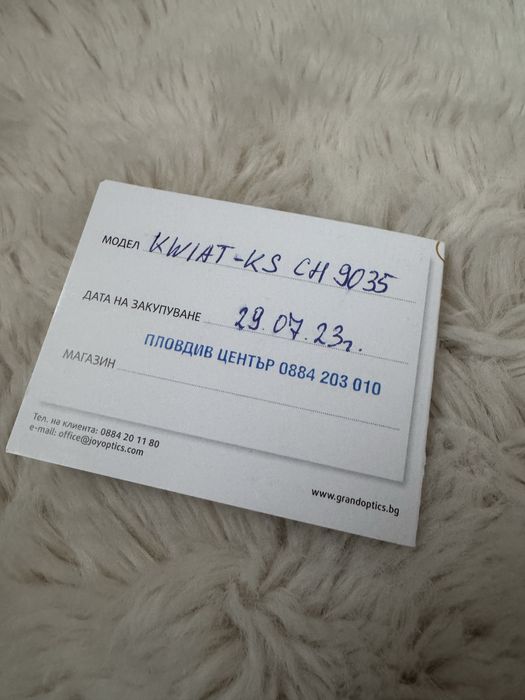 МОДЕЛ KWIAT-KS CH 9035
ДАТА НА ЗАКУПУВАНЕ 29.07.23г.
ПЛОВДИВ ЦЕНТЪР 0884 203 010
МАГАЗИН
Тел. на клиента: 0884 20 11 80
e-mail: office@joyoptics.com
www.grandoptics.bg